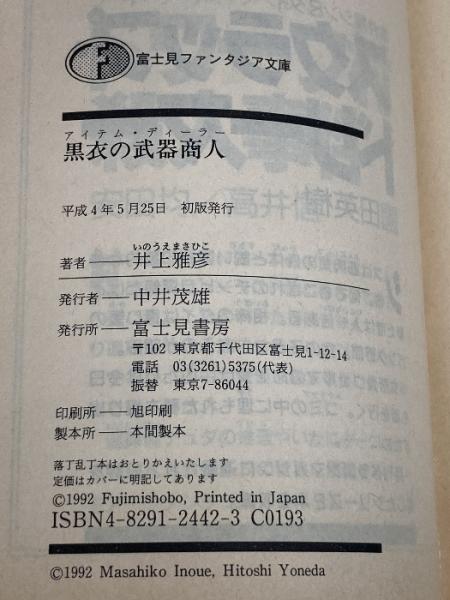 富士見ファンタジア文庫
アイテム・ディーラー
黒衣の武器商人
平成4年5月25日 初版発行
いのうえまさひこ
著者──井上雅彦
発行者──中井茂雄
発行所──富士見書房
〒102 東京都千代田区富士見1-12-14
電話 03(3261)5375(代表)
振替 東京7-86044
印刷所──旭印刷
製本所──本間製本
落丁乱丁本はおとりかえいたします
定価はカバーに明記してあります
©1992 Fujimishobo, Printed in Japan
ISBN4-8291-2442-3 C0193
©1992 Masahiko Inoue, Hitoshi Yoneda